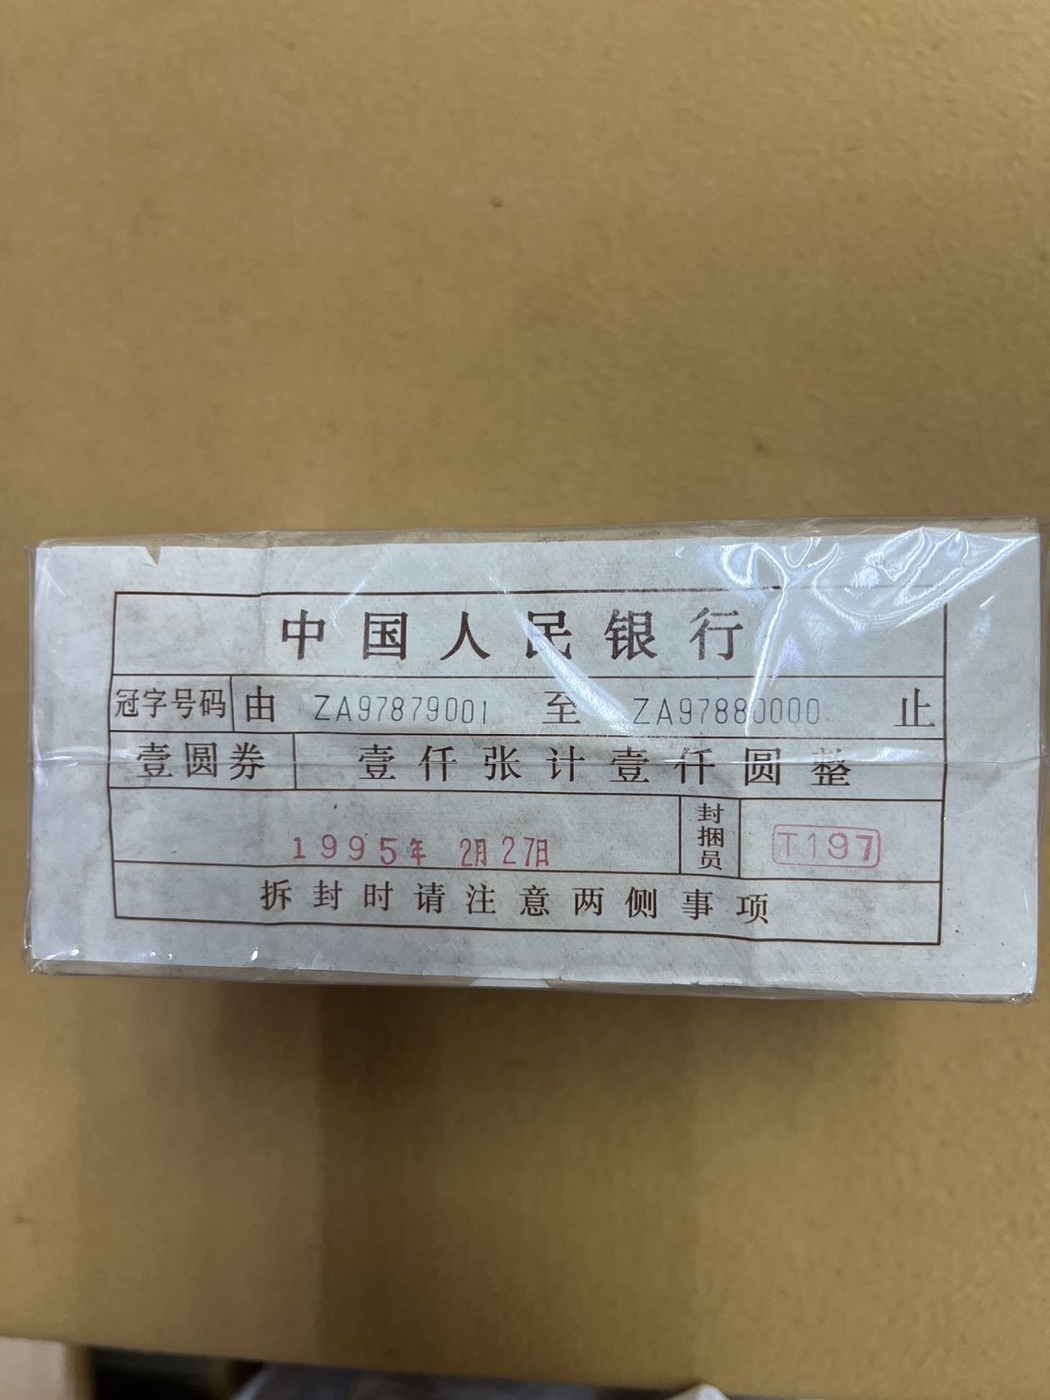 中国人民银行
冠字号码 由 ZA97879001 至 ZA97880000 止
壹圆券 壹仟张计壹仟圆整
1995年 2月27日 封捆员 T197
拆封时请注意两侧事项